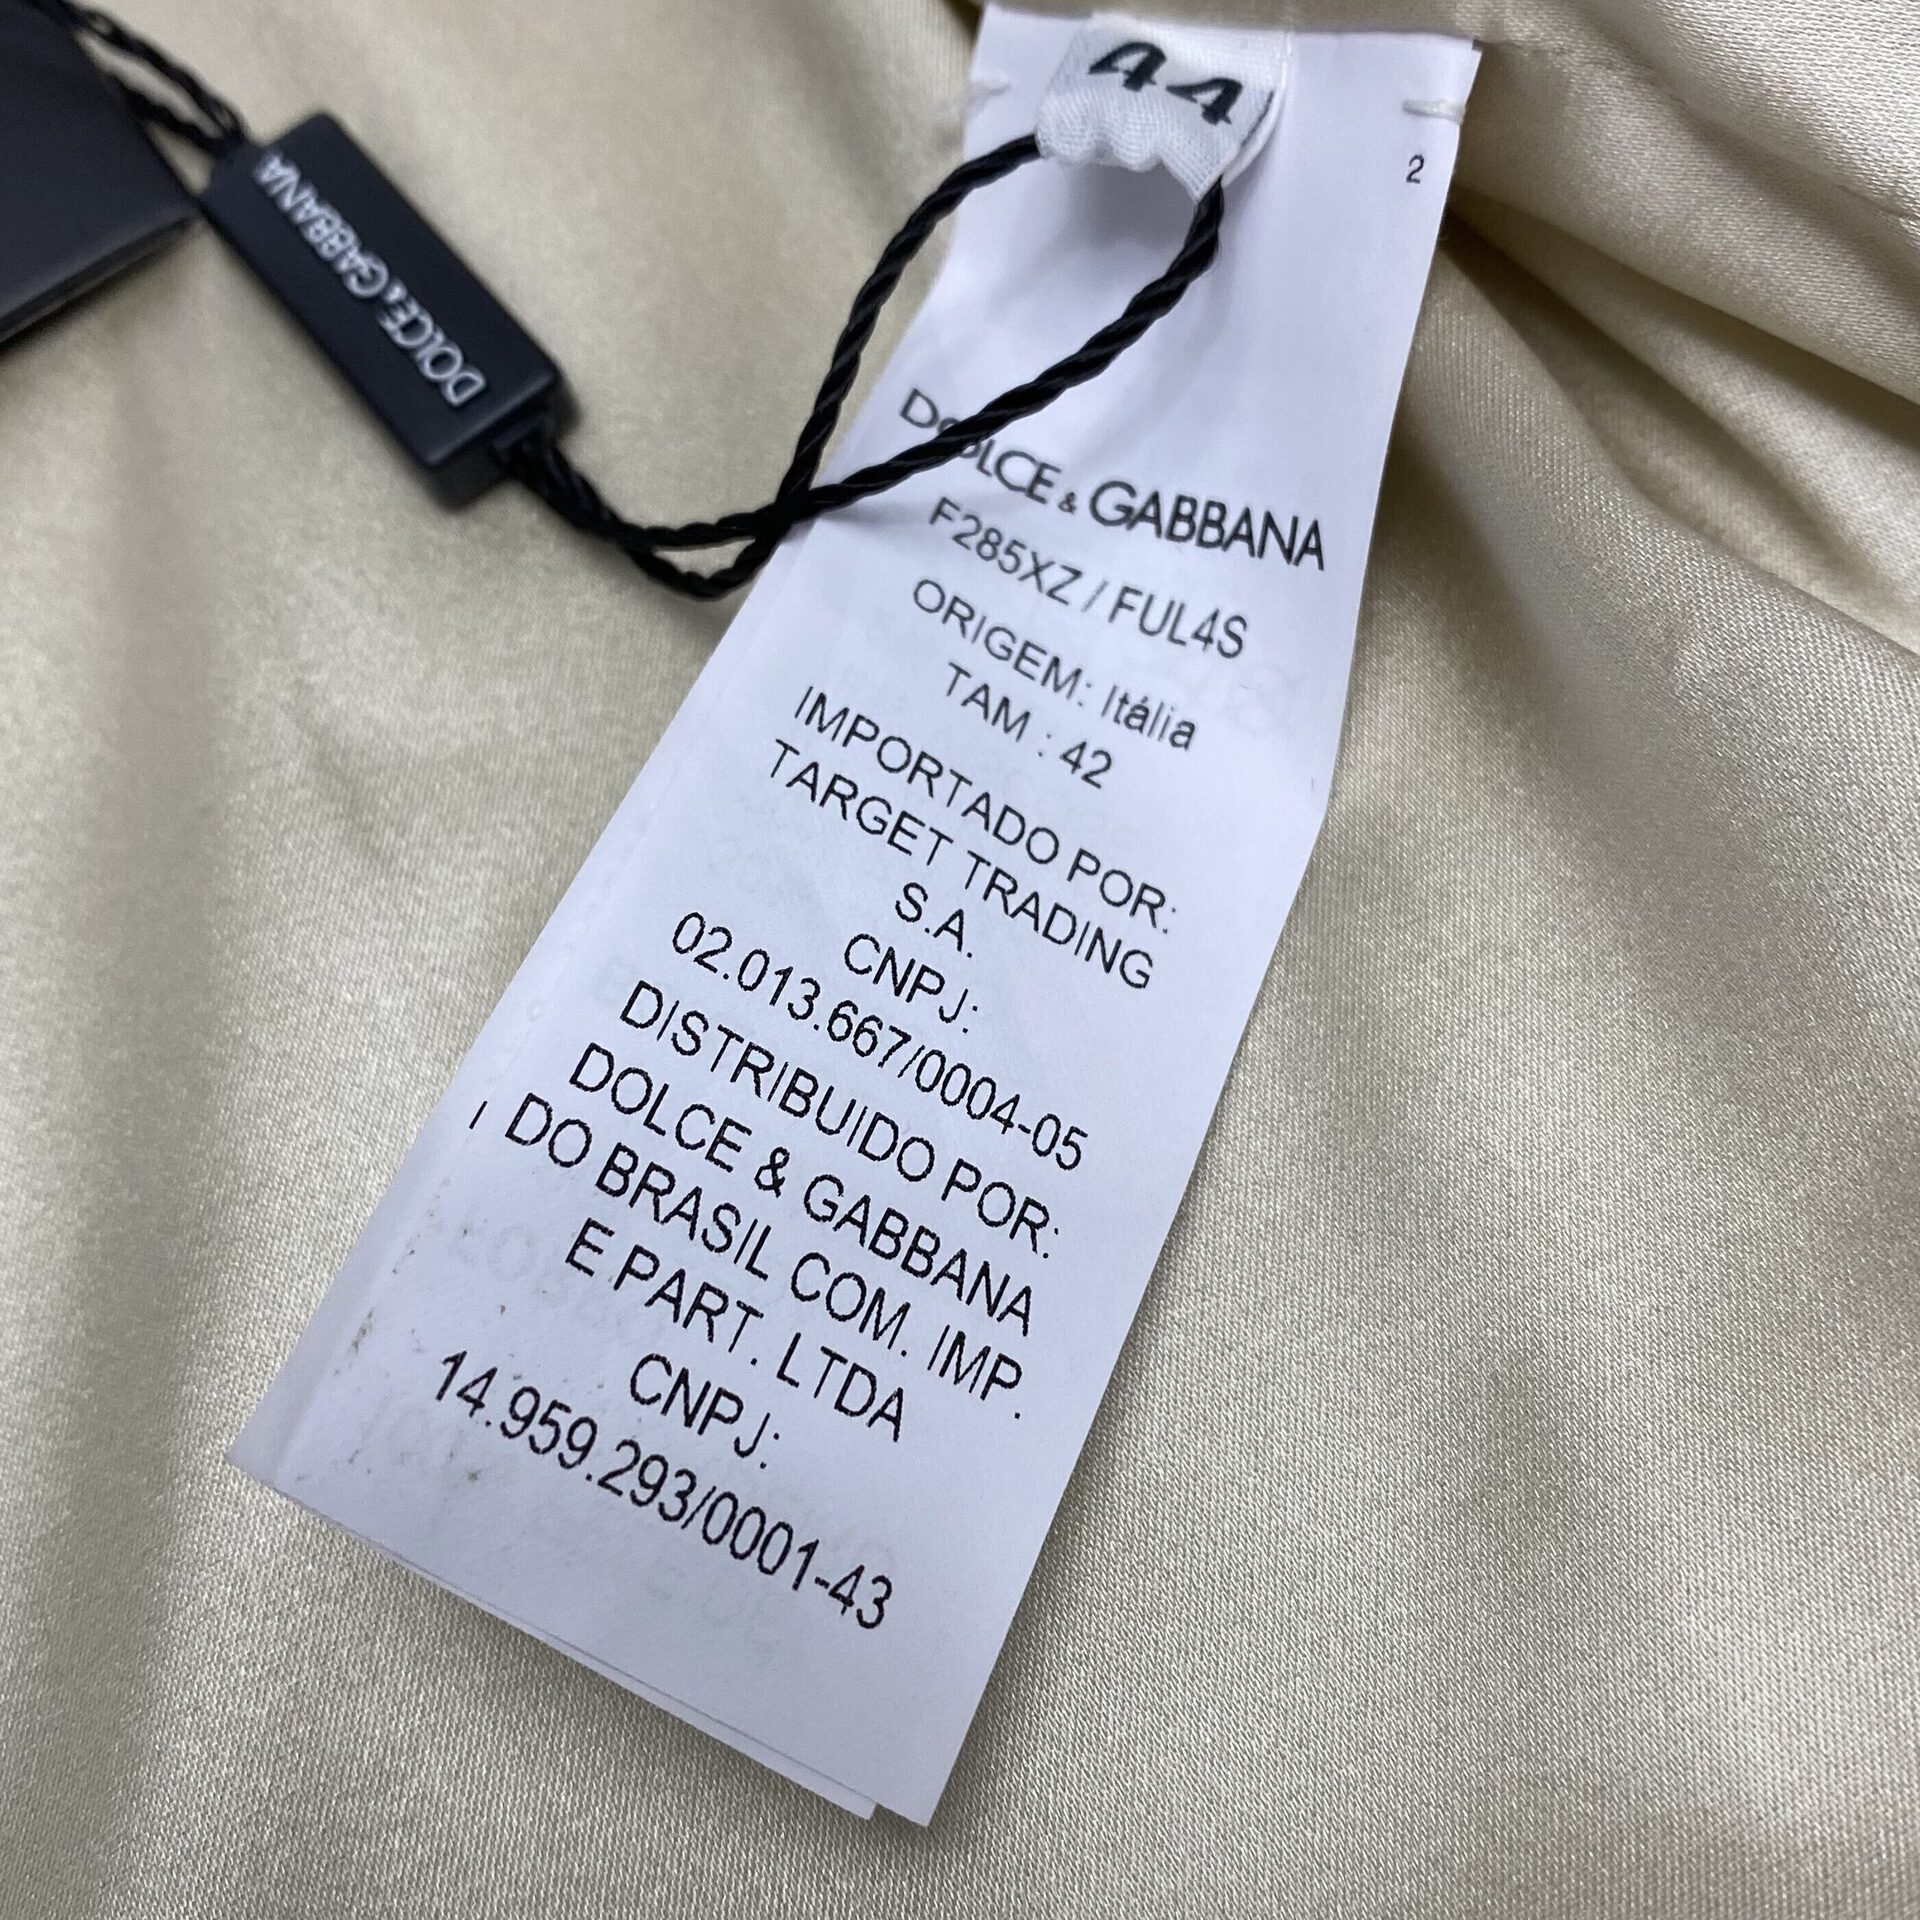 44
2
DOLCE & GABBANA
DOLCE & GABBANA
F285XZ / FUL4S
ORIGEM: Itália
TAM : 42
IMPORTADO POR:
TARGET TRADING
S.A.
CNPJ:
02.013.667/0004-05
DISTRIBUIDO POR:
DOLCE & GABBANA
DO BRASIL COM. IMP.
E PART. LTDA
CNPJ:
14.959.293/0001-43